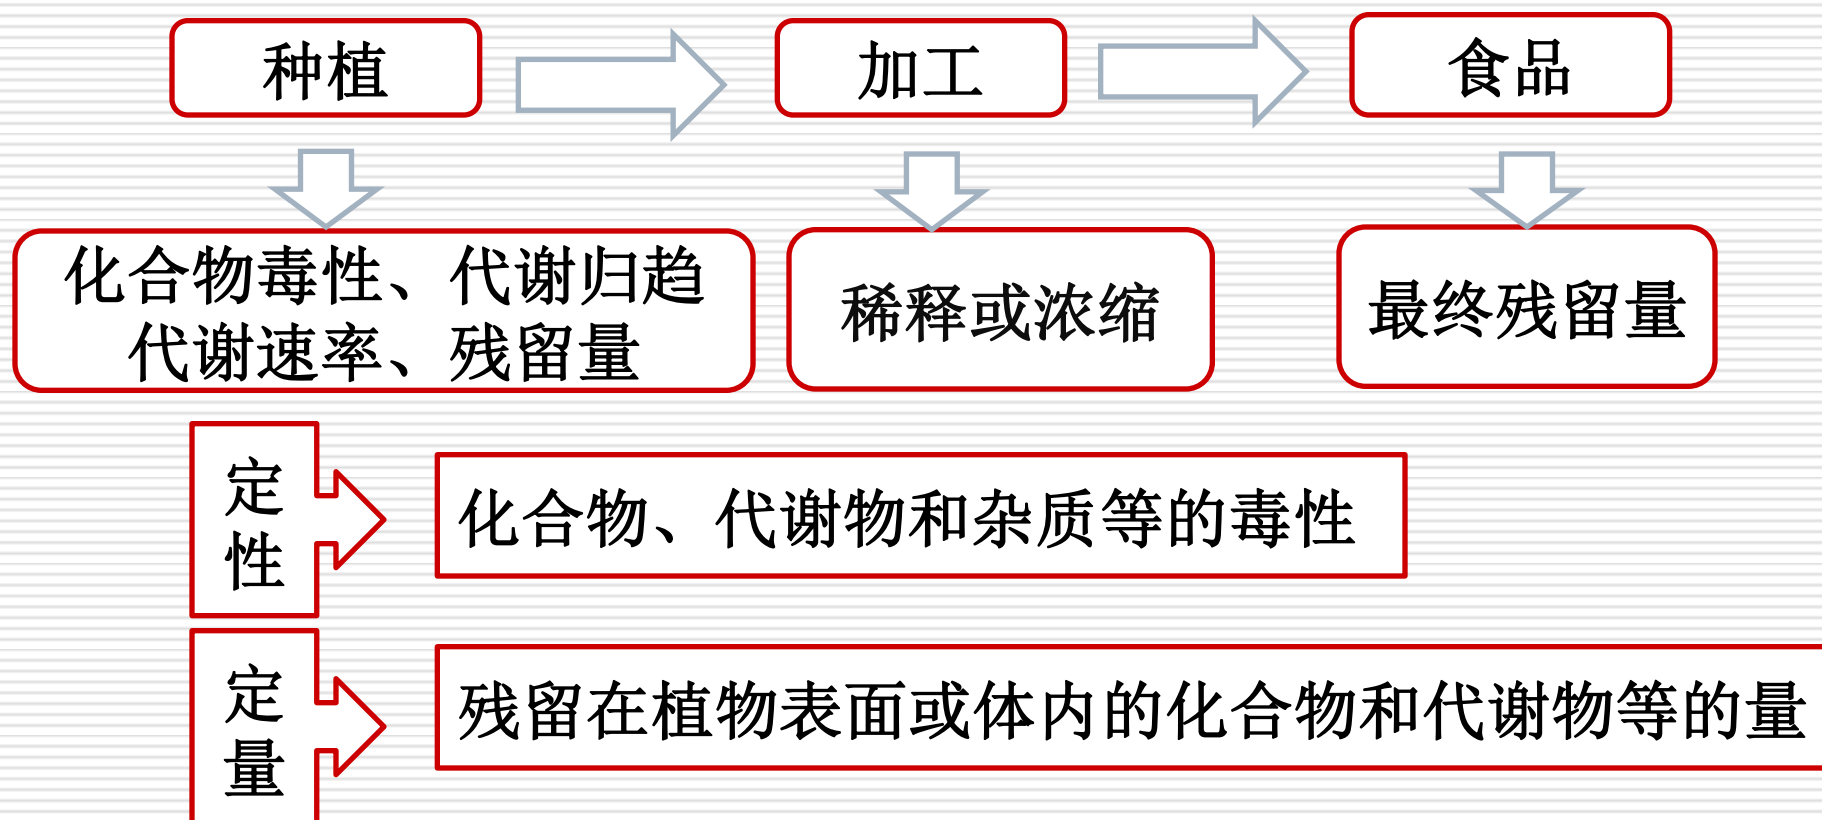 种植
加工
食品
化合物毒性、代谢归趋
代谢速率、残留量
稀释或浓缩
最终残留量
定
性
化合物、代谢物和杂质等的毒性
定
量
残留在植物表面或体内的化合物和代谢物等的量